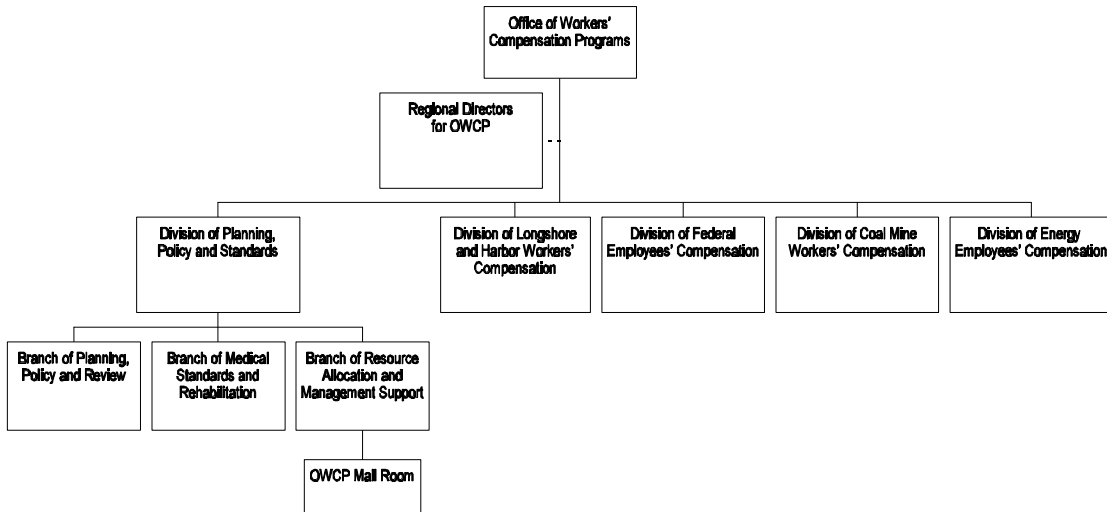 Office of Workers'
Compensation Programs
Regional Directors
for OWCP
Division of Planning,
Policy and Standards
Division of Longshore
and Harbor Workers'
Compensation
Division of Federal
Employees' Compensation
Division of Coal Mine
Workers' Compensation
Division of Energy
Employees' Compensation
Branch of Planning,
Policy and Review
Branch of Medical
Standards and
Rehabilitation
Branch of Resource
Allocation and
Management Support
OWCP Mail Room